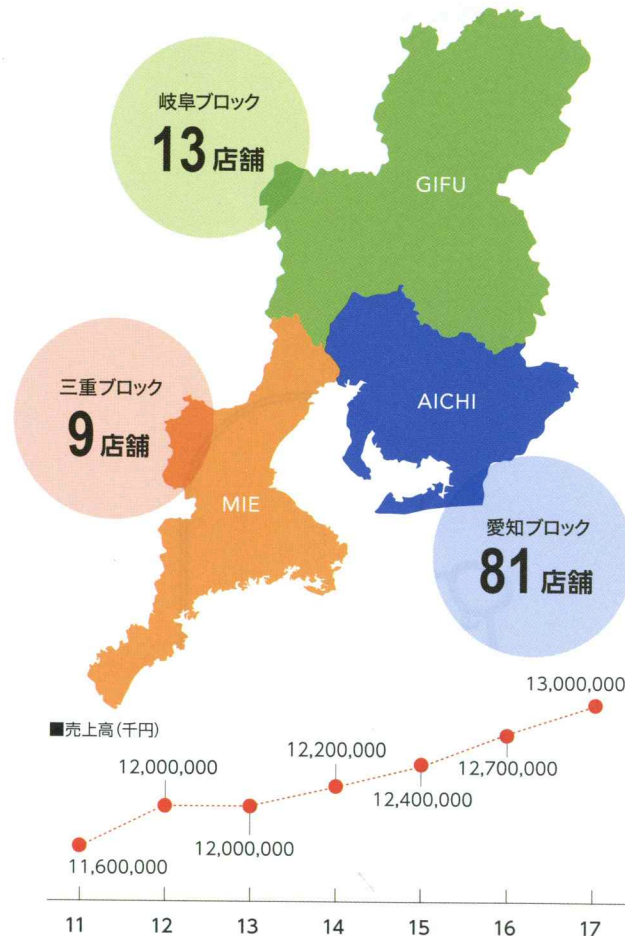 岐阜ブロック
13店舗
GIFU
三重ブロック
9店舗
AICHI
MIE
愛知ブロック
81店舗
■売上高(千円)
11,600,000
12,000,000
12,000,000
12,200,000
12,400,000
12,700,000
13,000,000
11 12 13 14 15 16 17